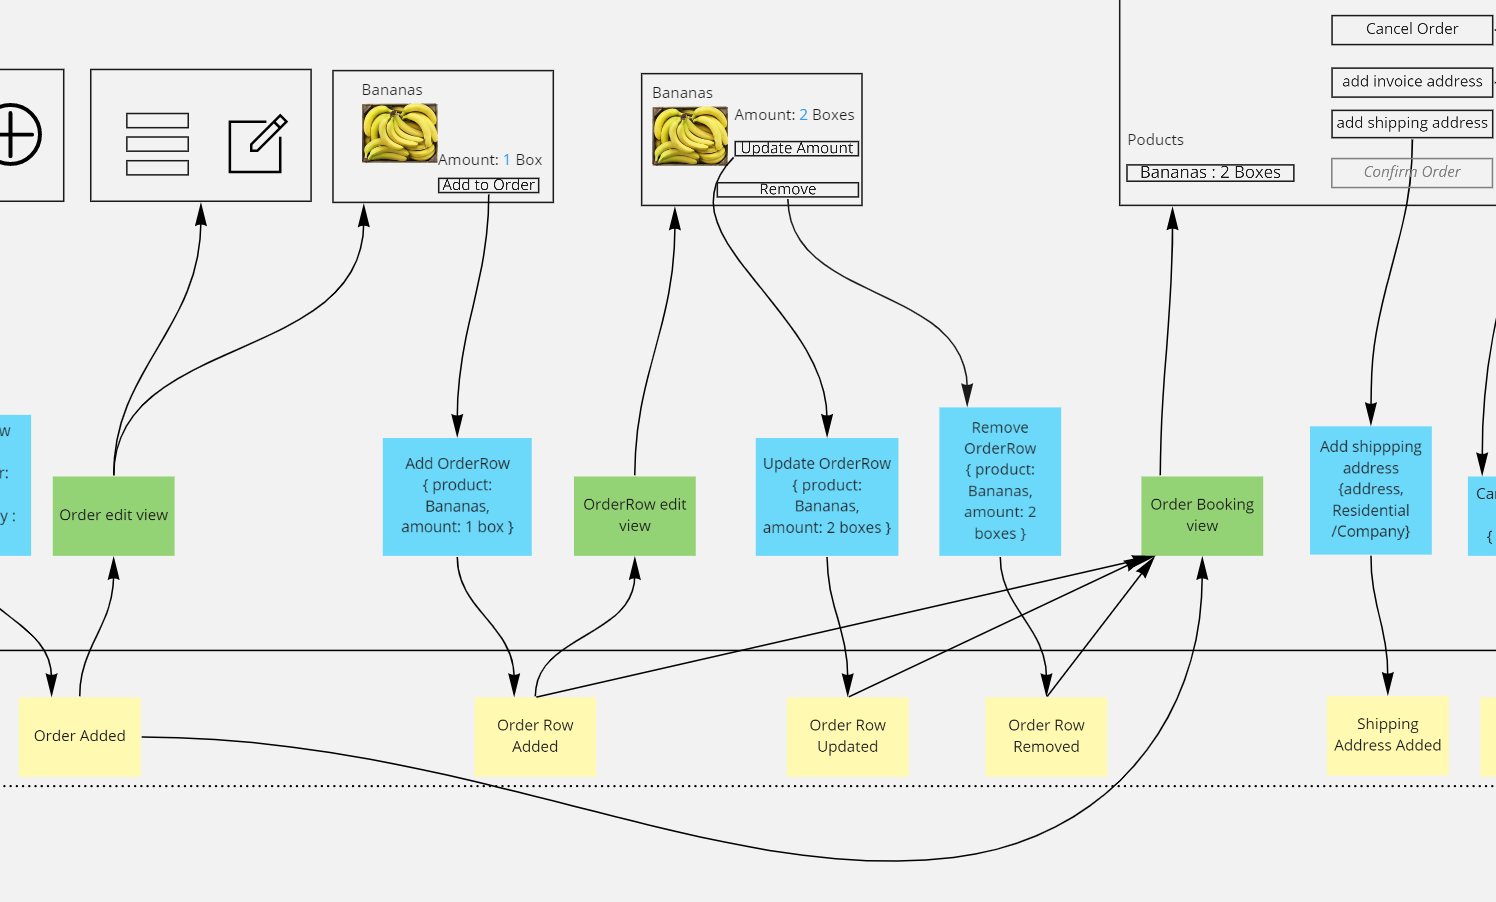 Cancel Order
add invoice address
add shipping address
Poducts
Bananas : 2 Boxes
Confirm Order
Bananas
Amount: 1 Box
Add to Order
Bananas
Amount: 2 Boxes
Update Amount
Remove
w
r:
y :
Order edit view
Add OrderRow
{ product:
Bananas,
amount: 1 box }
OrderRow edit
view
Update OrderRow
{ product:
Bananas,
amount: 2 boxes }
Remove
OrderRow
{ product:
Bananas,
amount: 2
boxes }
Order Booking
view
Add shippping
address
{address,
Residential
/Company}
Ca
{
Order Added
Order Row
Added
Order Row
Updated
Order Row
Removed
Shipping
Address Added